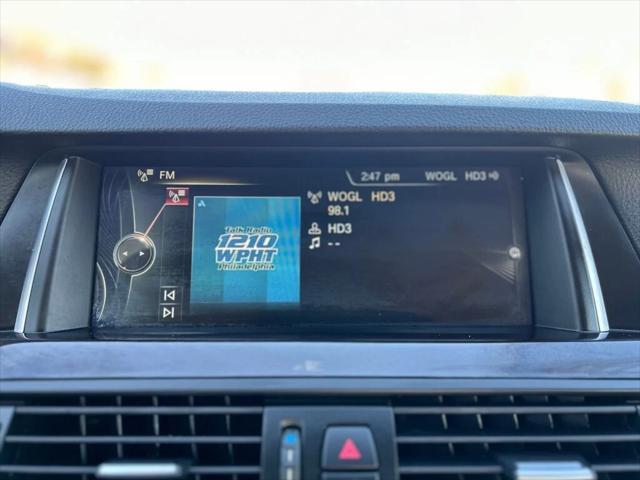 FM
2:47 pm WOGL HD3
WOGL HD3
98.1
HD3
--
Talk Radio
1210
WPHT
Philadelphia